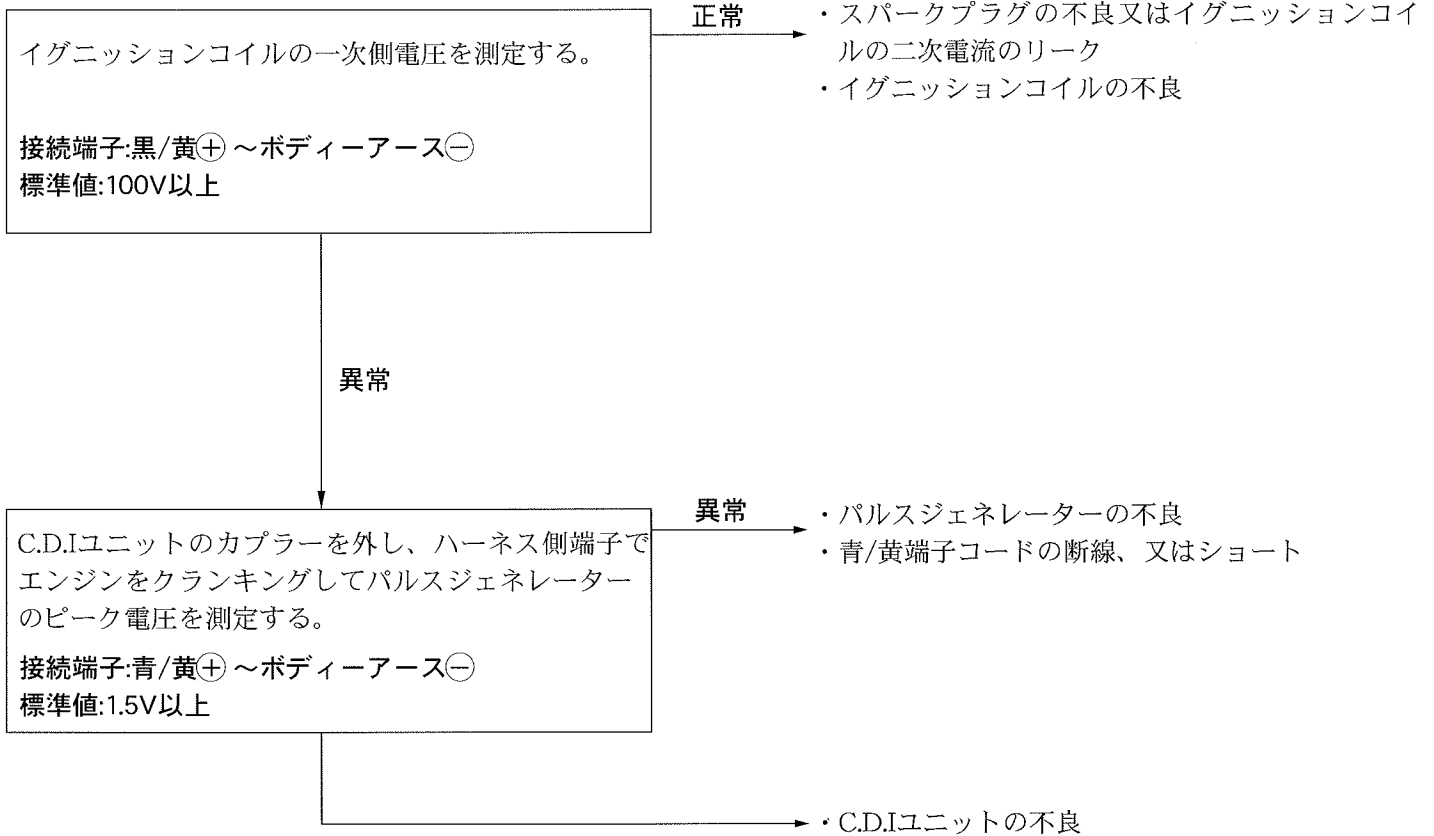 イグニッションコイルの一次側電圧を測定する。
接続端子:黒/黄⊕～ボディーアース⊖
標準値:100V以上
正常
・スパークプラグの不良又はイグニッションコイ
ルの二次電流のリーク
・イグニッションコイルの不良
異常
C.D.Iユニットのカプラーを外し、ハーネス側端子で
エンジンをクランキングしてパルスジェネレーター
のピーク電圧を測定する。
接続端子:青/黄⊕～ボディーアース⊖
標準値:1.5V以上
異常
・パルスジェネレーターの不良
・青/黄端子コードの断線、又はショート
・C.D.Iユニットの不良